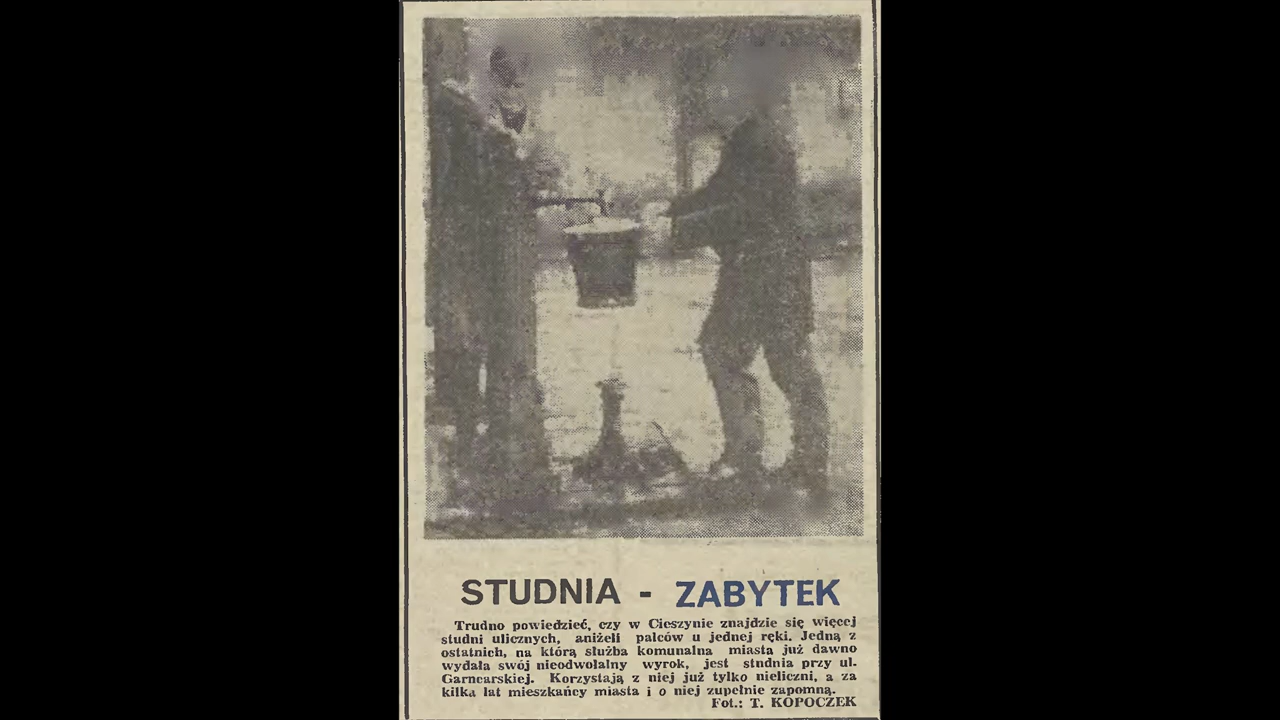 STUDNIA - ZABYTEK
Trudno powiedzieć, czy w Cieszynie znajdzie się więcej
studni ulicznych, aniżeli palców u jednej ręki. Jedną z
ostatnich, na którą służba komunalna miasta już dawno
wydała swój nieodwołalny wyrok, jest stndnia przy ul.
Garncarskiej. Korzystają z niej już tylko nieliczni, a za
kilka lat mieszkańcy miasta i o niej zupełnie zapomną.
Fot.: T. KOPOCZEK